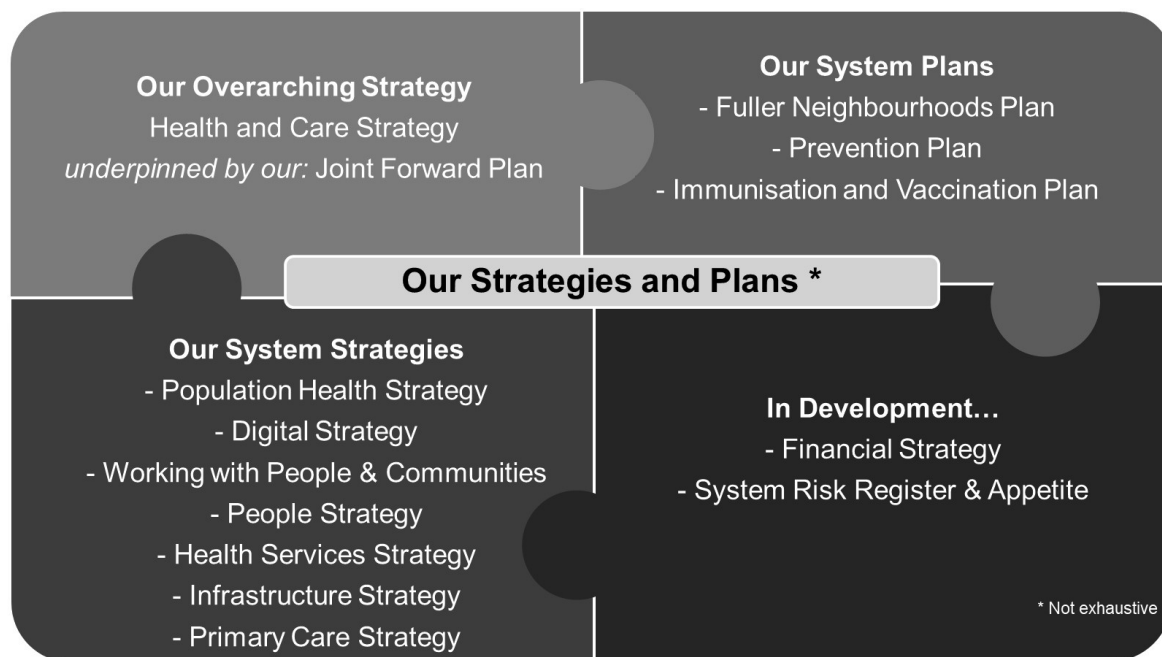 Our Overarching Strategy
Health and Care Strategy
underpinned by our: Joint Forward Plan
Our System Plans
- Fuller Neighbourhoods Plan
- Prevention Plan
- Immunisation and Vaccination Plan
Our Strategies and Plans *
Our System Strategies
- Population Health Strategy
- Digital Strategy
- Working with People & Communities
- People Strategy
- Health Services Strategy
- Infrastructure Strategy
- Primary Care Strategy
In Development…
- Financial Strategy
- System Risk Register & Appetite
* Not exhaustive